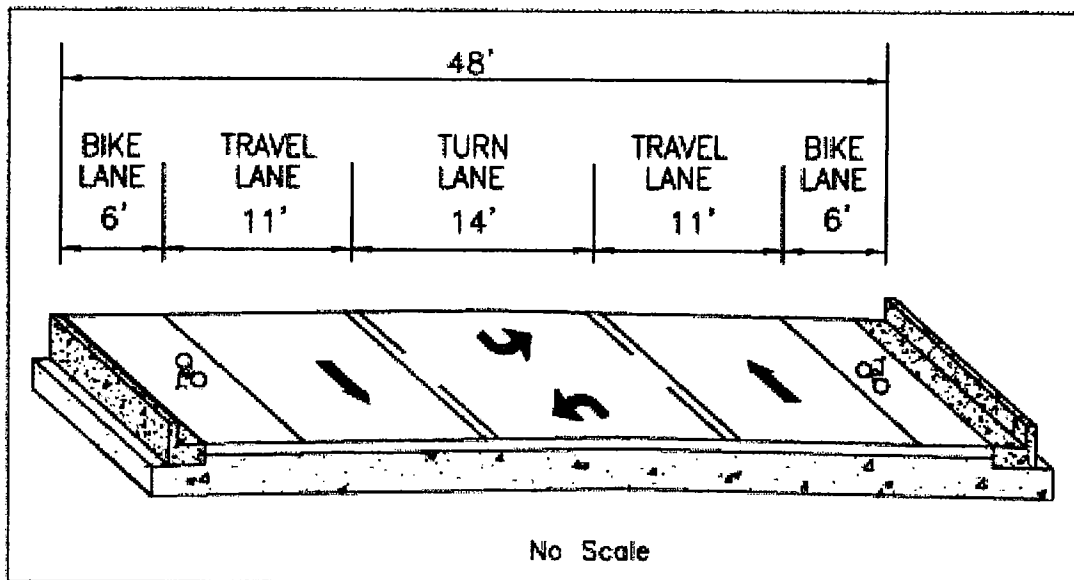 48'
BIKE LANE 6'
TRAVEL LANE 11'
TURN LANE 14'
TRAVEL LANE 11'
BIKE LANE 6'
No Scale